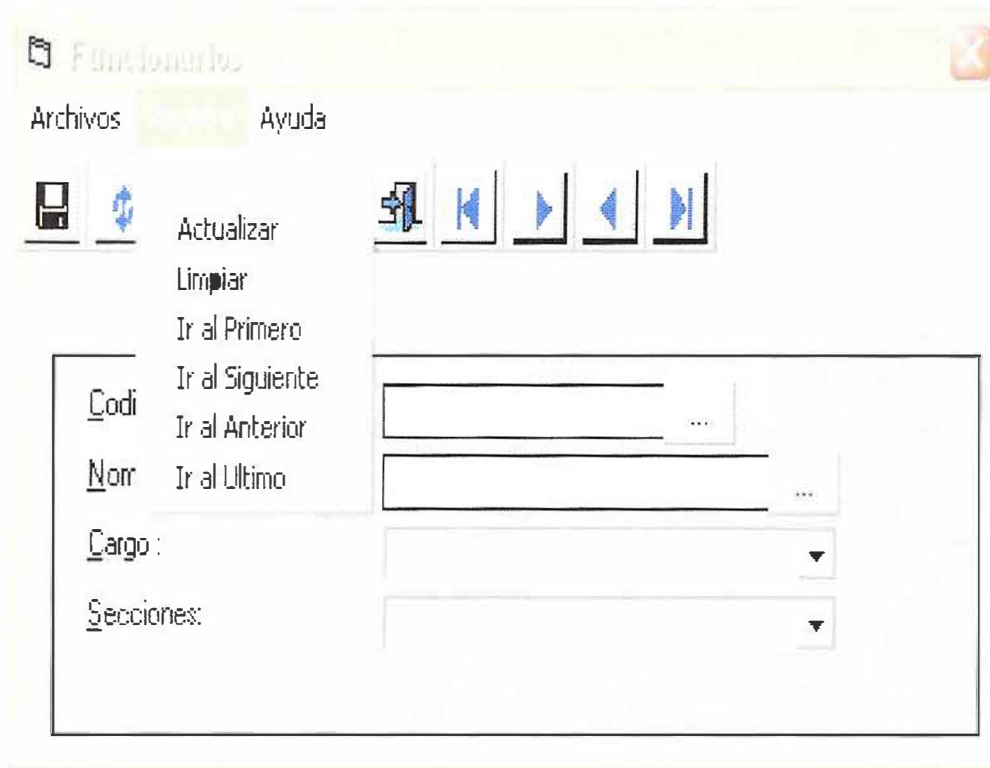 Funcionarios
Archivos Ayuda
Actualizar
Limpiar
Ir al Primero
Ir al Siguiente
Ir al Anterior
Ir al Ultimo
Codi
...
Nom
...
Cargo :
Secciones: